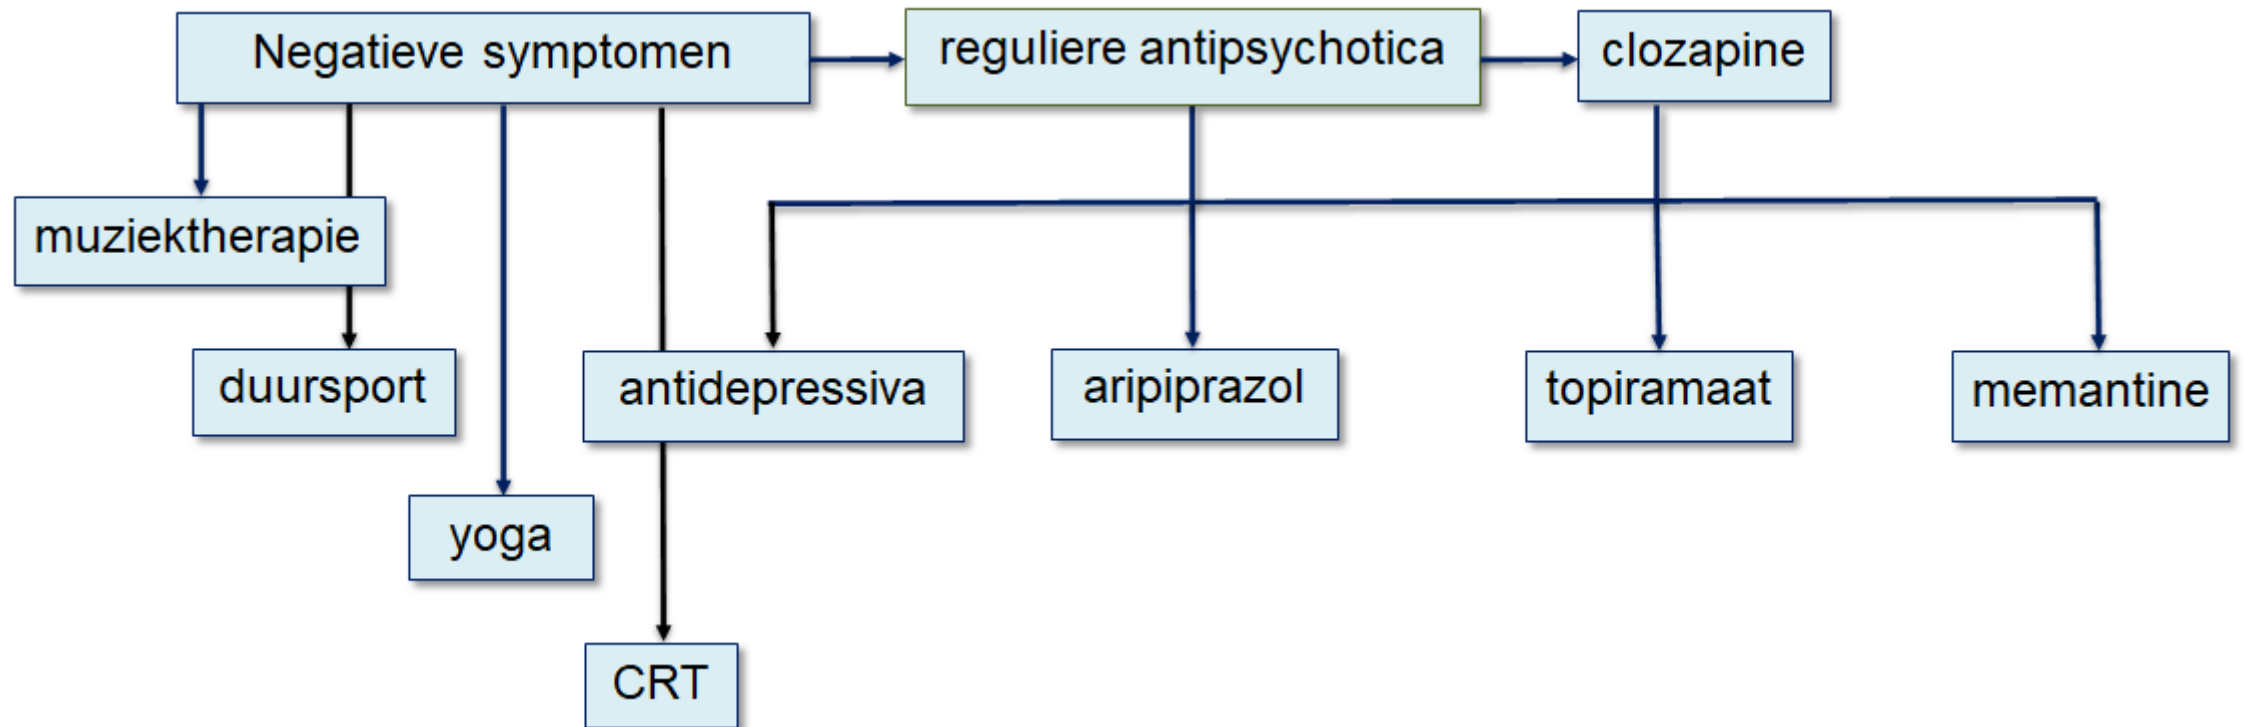 Negatieve symptomen
reguliere antipsychotica
clozapine
muziektherapie
duursport
antidepressiva
aripiprazol
topiramaat
memantine
yoga
CRT